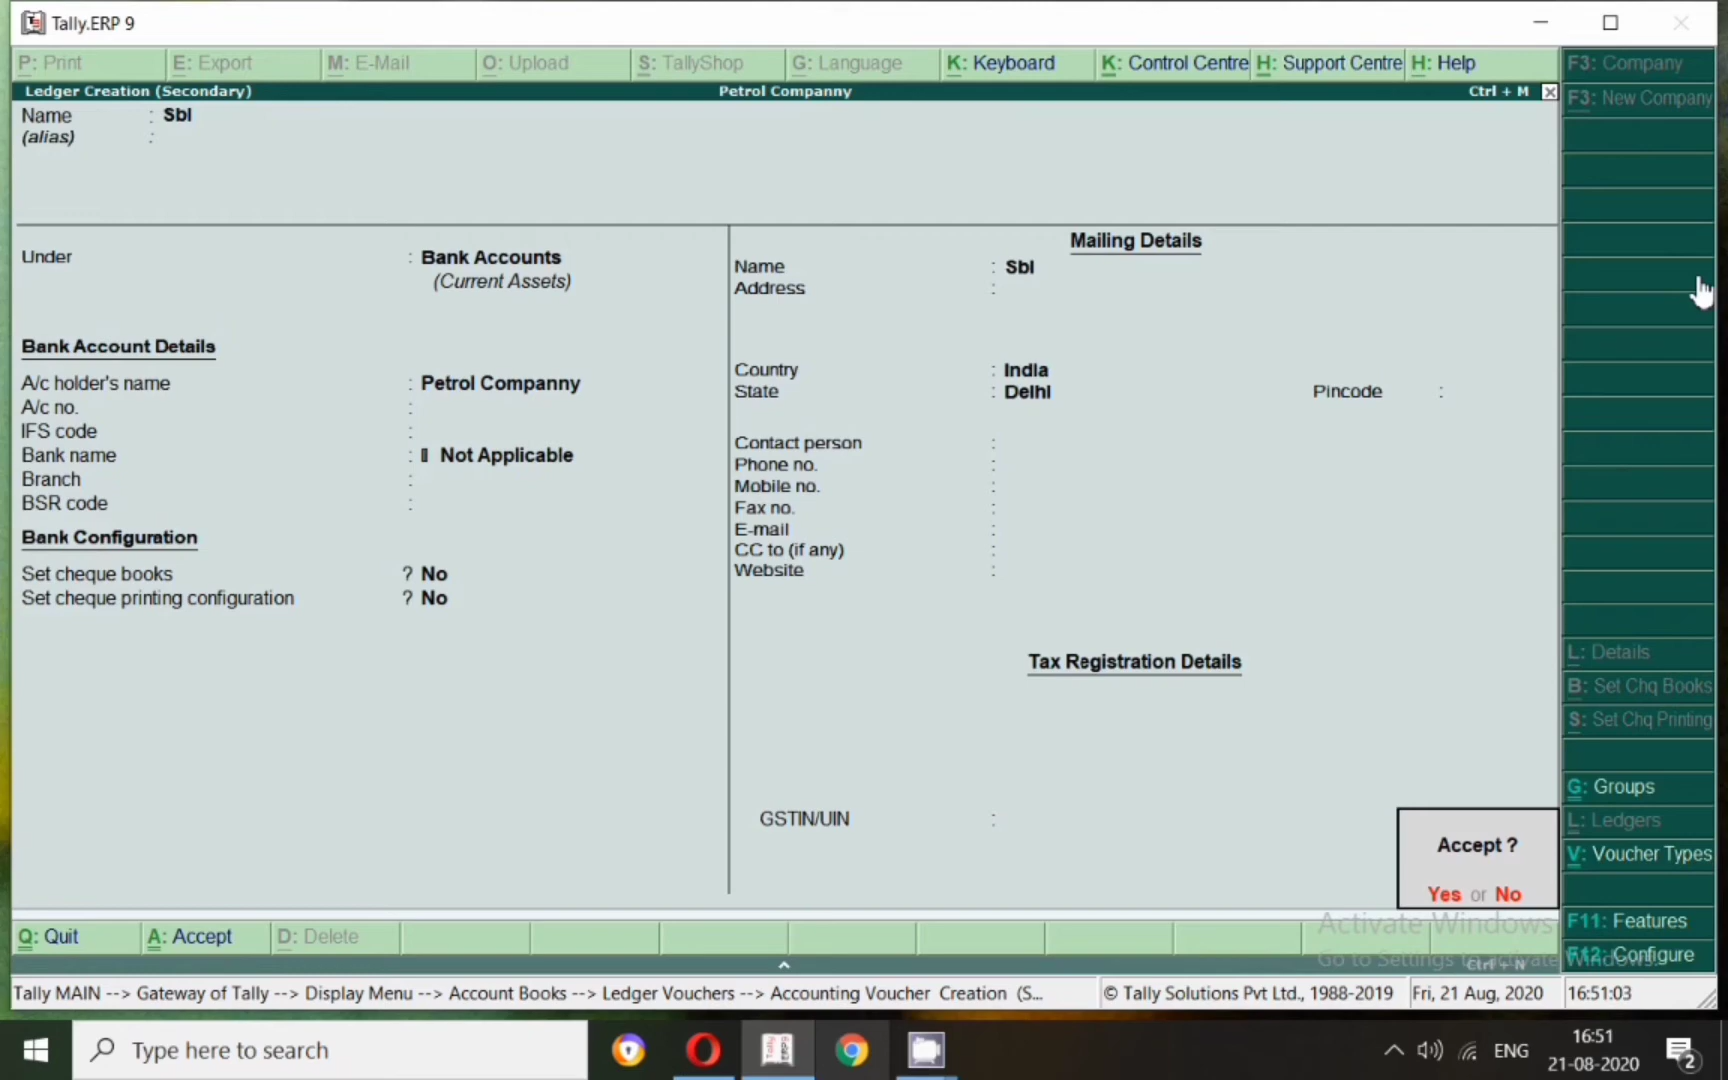 Tally.ERP 9
P: Print E: Export M: E-Mail O: Upload S: TallyShop G: Language K: Keyboard K: Control Centre H: Support Centre H: Help
F3: Company
Ledger Creation (Secondary) Petrol Companny Ctrl + M
F3: New Company
Name : Sbl
(alias) :
Under : Bank Accounts
(Current Assets)
Bank Account Details
A/c holder's name : Petrol Companny
A/c no. :
IFS code :
Bank name : Not Applicable
Branch :
BSR code :
Bank Configuration
Set cheque books ? No
Set cheque printing configuration ? No
Mailing Details
Name : Sbl
Address :
Country : India
State : Delhi Pincode :
Contact person :
Phone no. :
Mobile no. :
Fax no. :
E-mail :
CC to (if any) :
Website :
Tax Registration Details
GSTIN/UIN :
Accept ?
Yes or No
L: Details
B: Set Chq Books
S: Set Chq Printing
G: Groups
L: Ledgers
V: Voucher Types
F11: Features
F12: Configure
Activate Windows
Go to Settings to activate Windows.
Q: Quit A: Accept D: Delete
Ctrl + N
Tally MAIN --> Gateway of Tally --> Display Menu --> Account Books --> Ledger Vouchers --> Accounting Voucher Creation (S... © Tally Solutions Pvt Ltd., 1988-2019 Fri, 21 Aug, 2020 16:51:03
Type here to search
ENG
16:51
21-08-2020
2